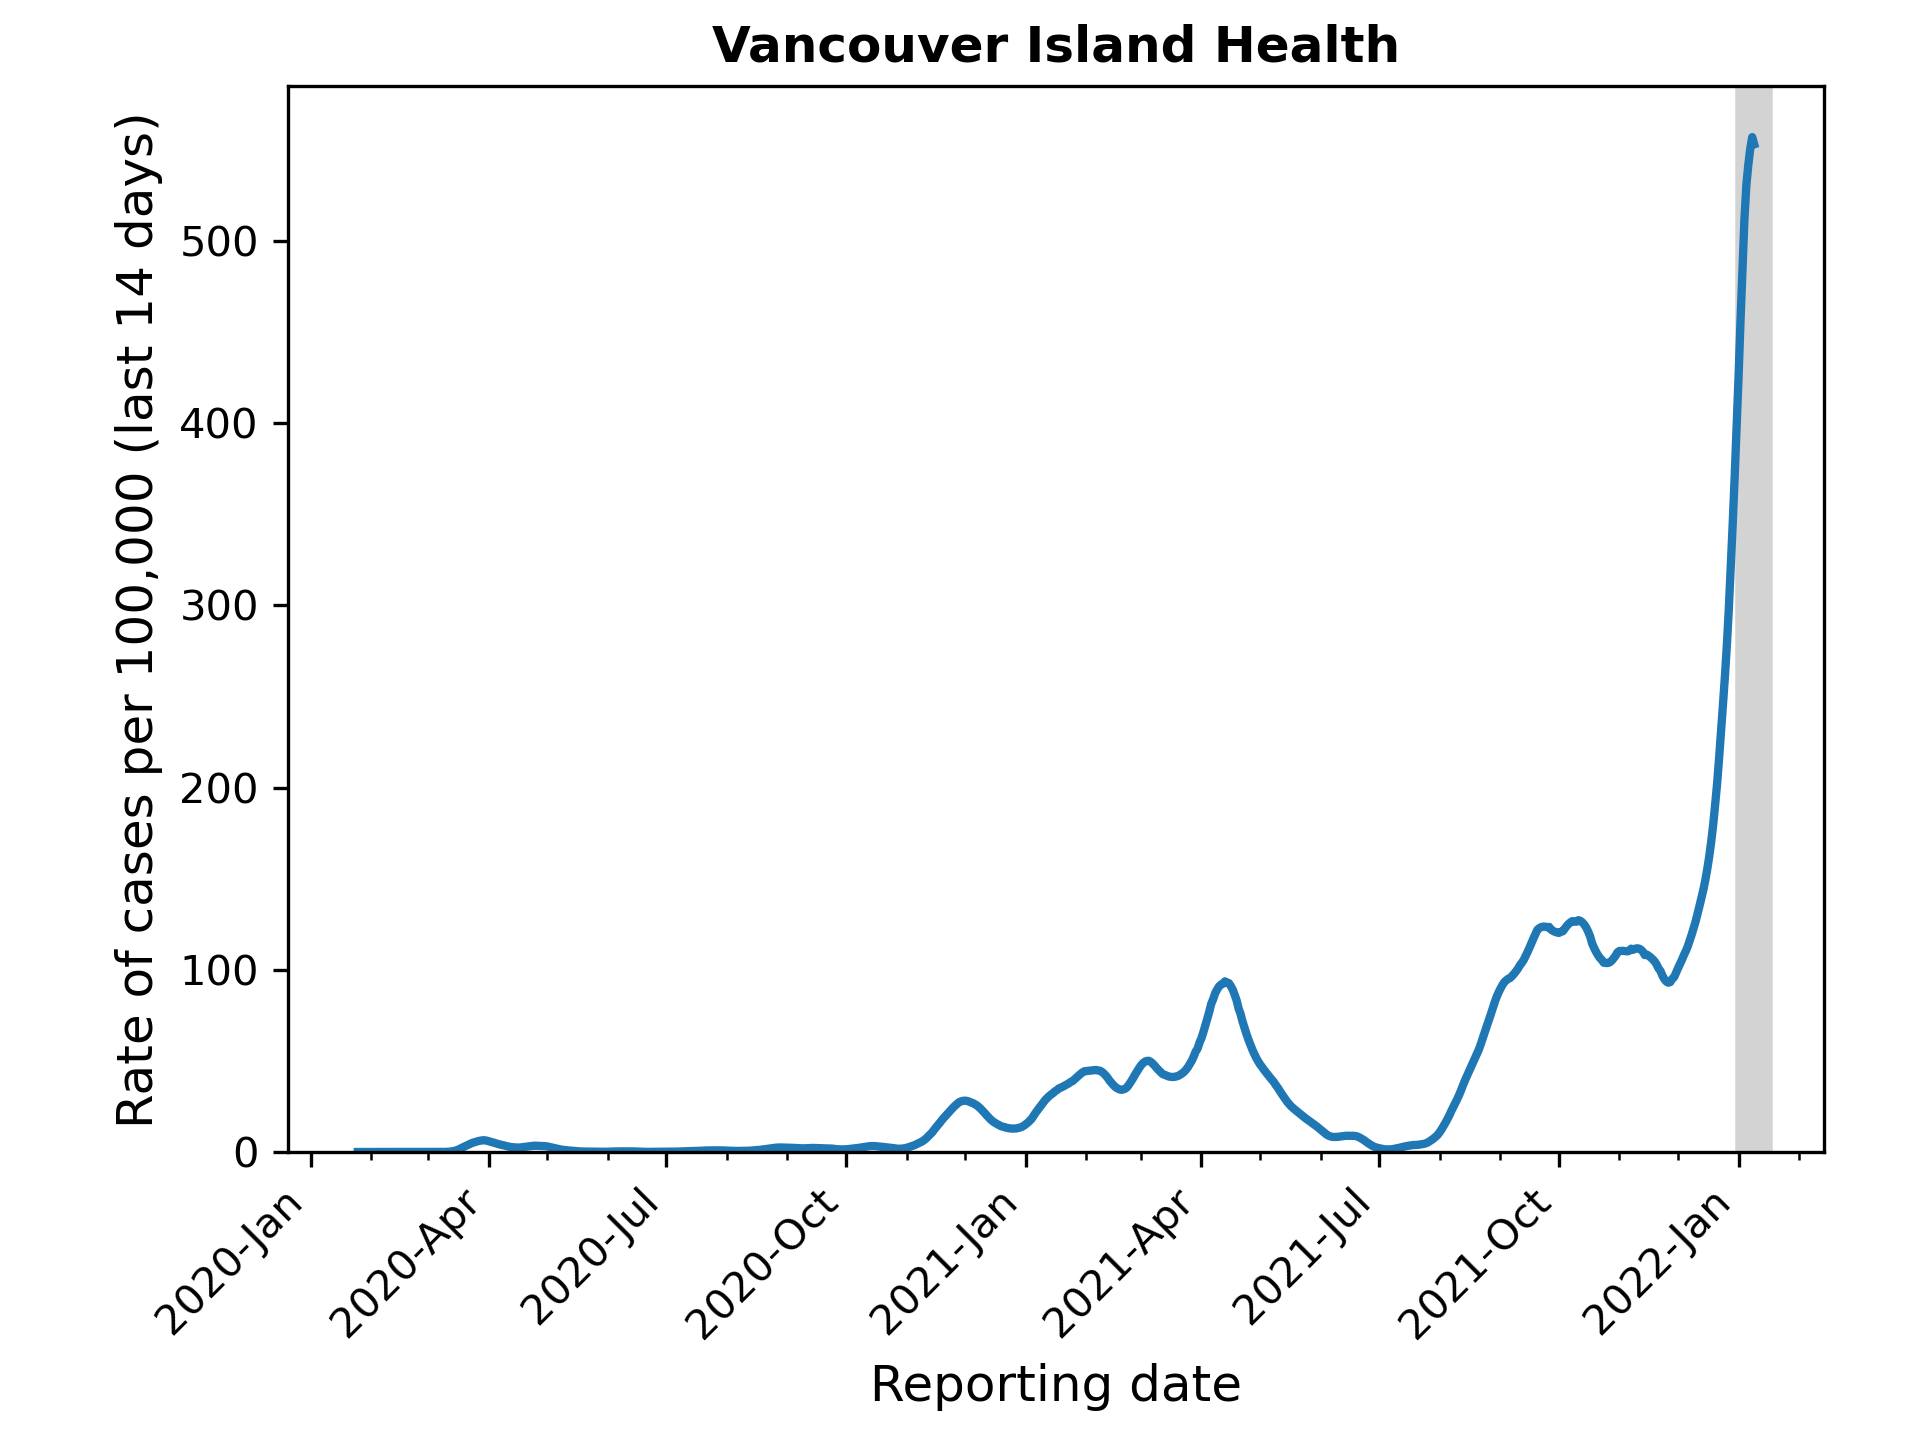 Vancouver Island Health
Rate of cases per 100,000 (last 14 days)
500
400
300
200
100
0
2020-Jan
2020-Apr
2020-Jul
2020-Oct
2021-Jan
2021-Apr
2021-Jul
2021-Oct
2022-Jan
Reporting date